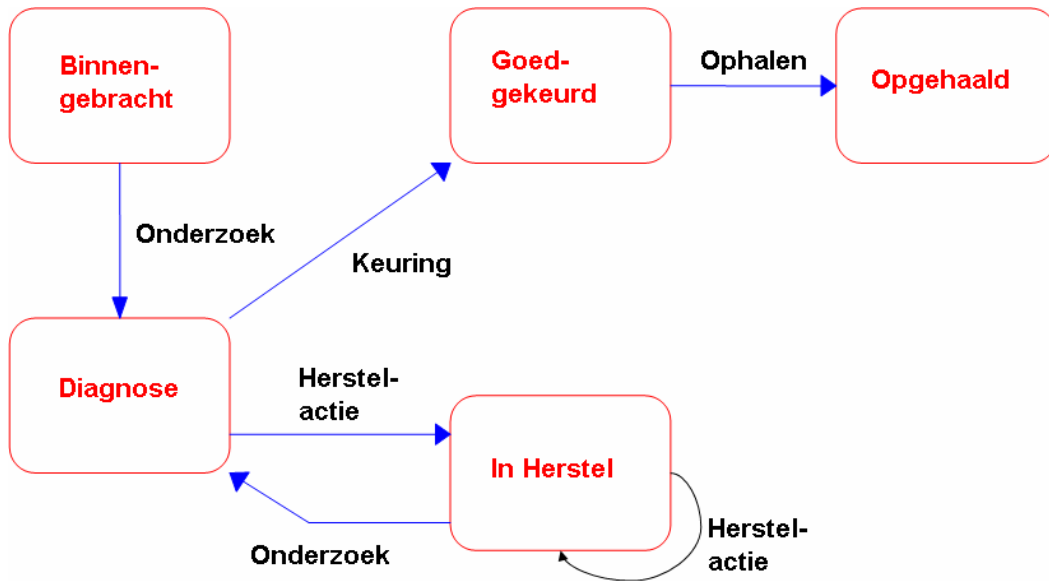 Binnen-
gebracht
Goed-
gekeurd
Ophalen
Opgehaald
Onderzoek
Keuring
Diagnose
Herstel-
actie
In Herstel
Onderzoek
Herstel-
actie